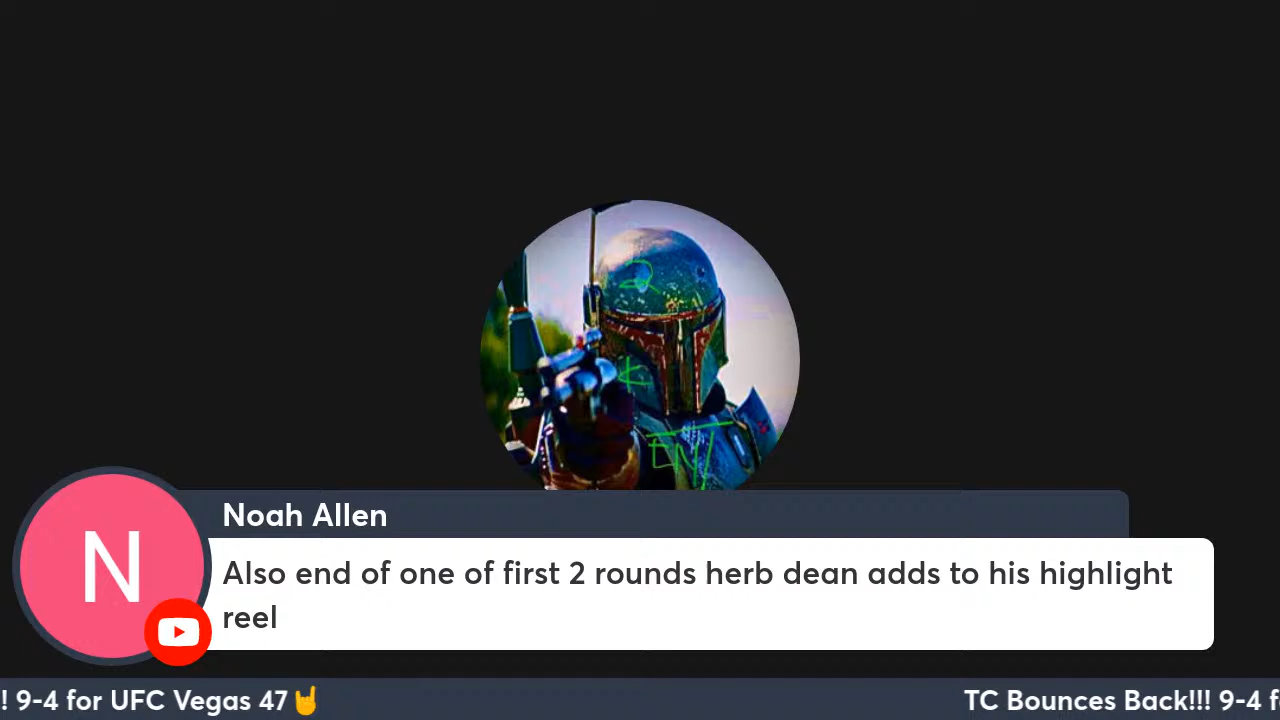 N
Noah Allen
Also end of one of first 2 rounds herb dean adds to his highlight
reel
! 9-4 for UFC Vegas 47🤘 TC Bounces Back!!! 9-4 f